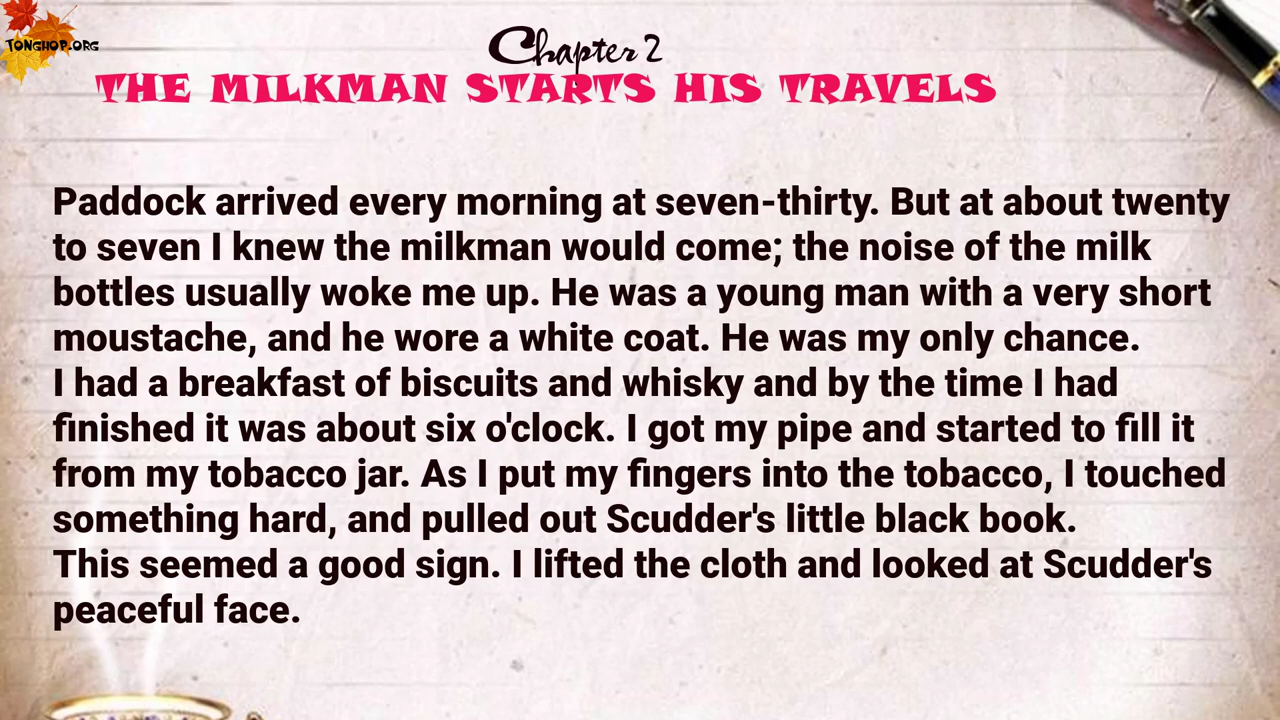 TONGHOP.ORG
Chapter 2
THE MILKMAN STARTS HIS TRAVELS
Paddock arrived every morning at seven-thirty. But at about twenty
to seven I knew the milkman would come; the noise of the milk
bottles usually woke me up. He was a young man with a very short
moustache, and he wore a white coat. He was my only chance.
I had a breakfast of biscuits and whisky and by the time I had
finished it was about six o'clock. I got my pipe and started to fill it
from my tobacco jar. As I put my fingers into the tobacco, I touched
something hard, and pulled out Scudder's little black book.
This seemed a good sign. I lifted the cloth and looked at Scudder's
peaceful face.